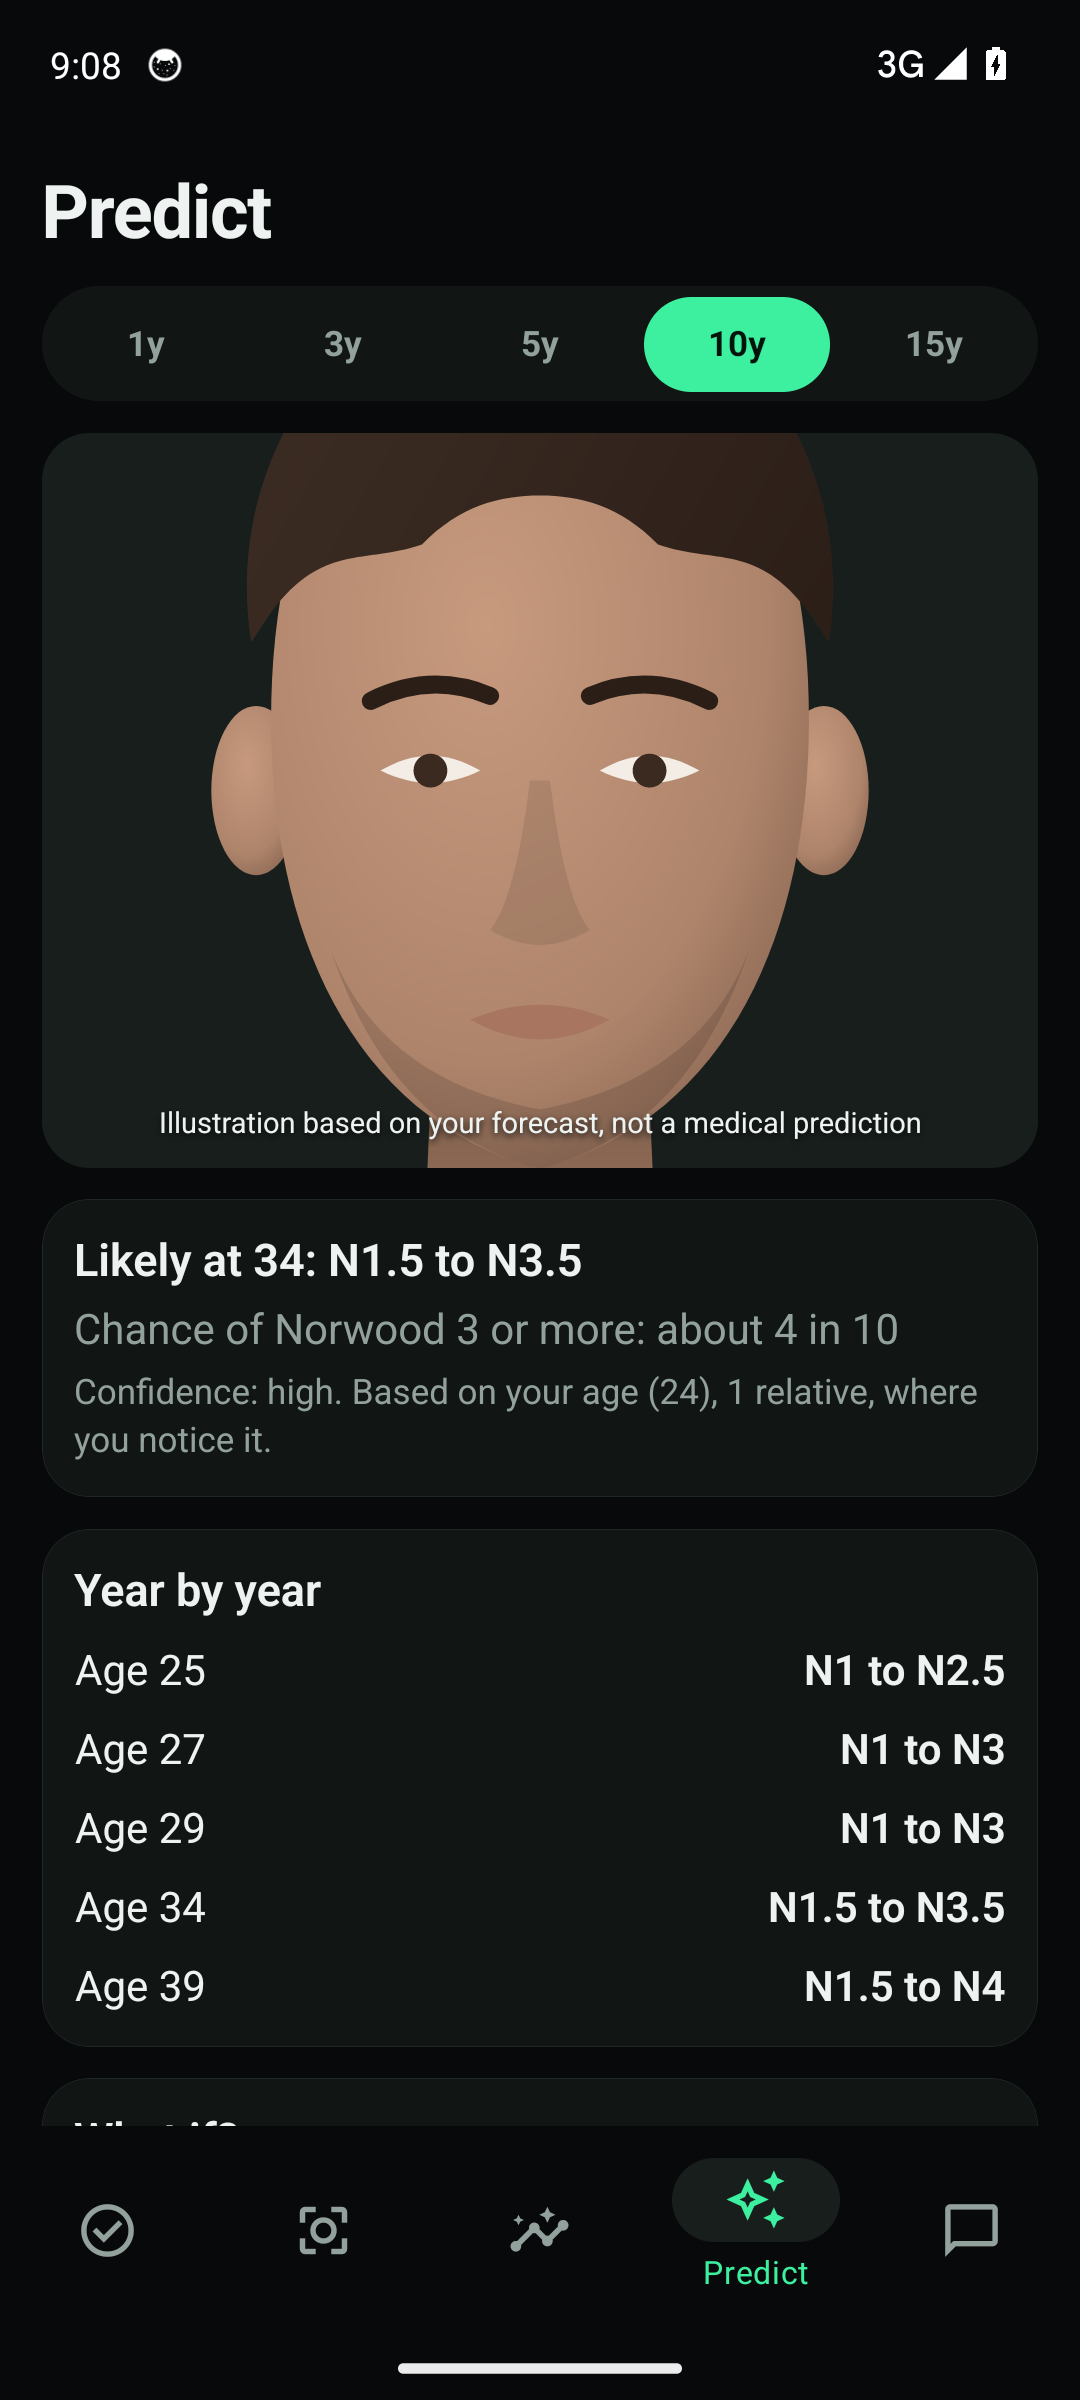 9:08
3G
Predict
1y 3y 5y 10y 15y
Illustration based on your forecast, not a medical prediction
Likely at 34: N1.5 to N3.5
Chance of Norwood 3 or more: about 4 in 10
Confidence: high. Based on your age (24), 1 relative, where
you notice it.
Year by year
Age 25 N1 to N2.5
Age 27 N1 to N3
Age 29 N1 to N3
Age 34 N1.5 to N3.5
Age 39 N1.5 to N4
Predict